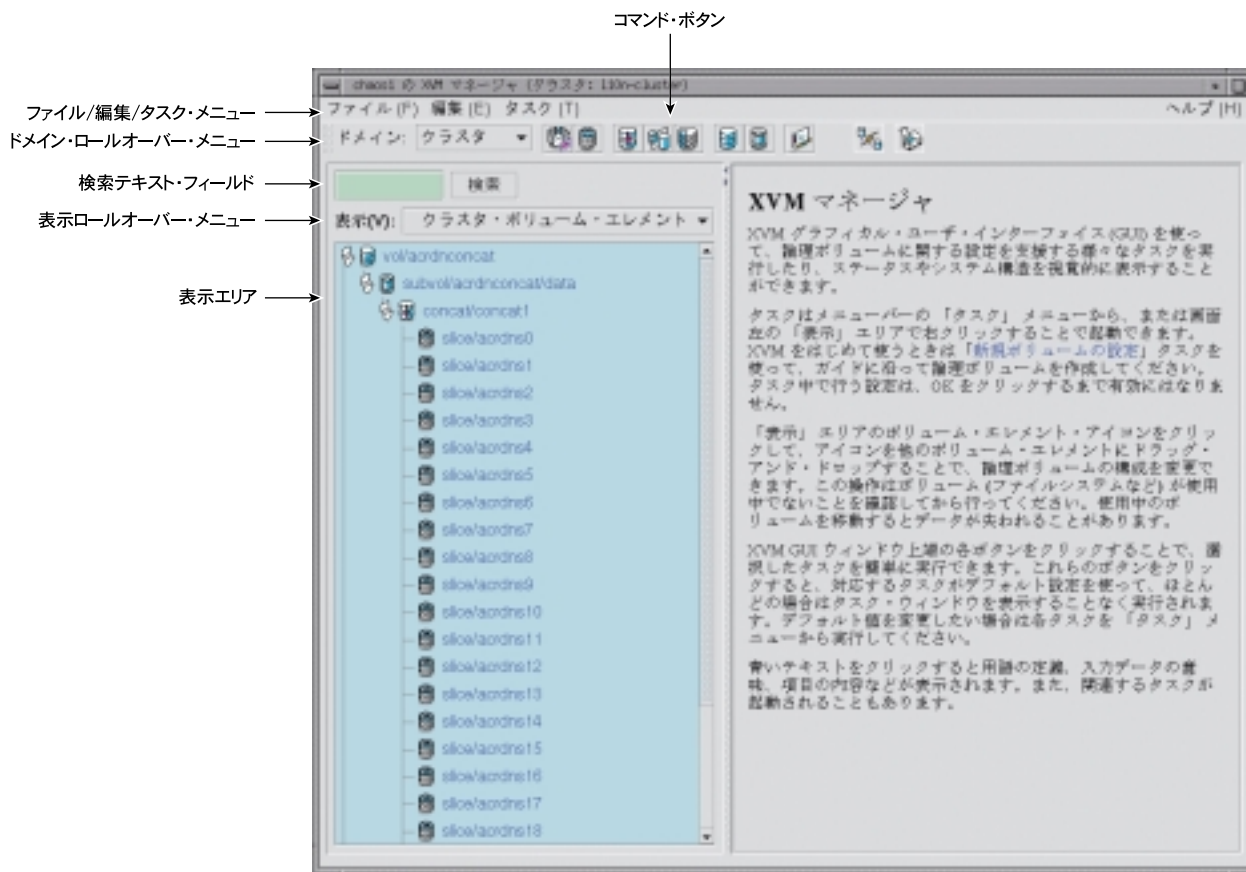 コマンド・ボタン
chaos1 の XVM マネージャ (クラスタ: l10n-cluster)
ファイル/編集/タスク・メニュー
ファイル (F) 編集 (E) タスク (T)
ヘルプ (H)
ドメイン・ロールオーバー・メニュー
ドメイン: クラスタ
検索テキスト・フィールド
検索
表示ロールオーバー・メニュー
表示(V): クラスタ・ボリューム・エレメント
表示エリア
vol/acrdnconcat
subvol/acrdnconcat/data
concat/concat1
slice/acrdns0
slice/acrdns1
slice/acrdns2
slice/acrdns3
slice/acrdns4
slice/acrdns5
slice/acrdns6
slice/acrdns7
slice/acrdns8
slice/acrdns9
slice/acrdns10
slice/acrdns11
slice/acrdns12
slice/acrdns13
slice/acrdns14
slice/acrdns15
slice/acrdns16
slice/acrdns17
slice/acrdns18
XVM マネージャ
XVM グラフィカル・ユーザ・インターフェイス (GUI) を使っ
て、論理ボリュームに関する設定を支援する様々なタスクを実
行したり、ステータスやシステム構造を視覚的に表示すること
ができます。
タスクはメニューバーの 「タスク」 メニューから、または画面
左の 「表示」 エリアで右クリックすることで起動できます。
XVM をはじめて使うときは「新規ボリュームの設定」タスクを
使って、ガイドに沿って論理ボリュームを作成してください。
タスク中で行う設定は、OK をクリックするまで有効にはなりま
せん。
「表示」 エリアのボリューム・エレメント・アイコンをクリッ
クして、アイコンを他のボリューム・エレメントにドラッグ・
アンド・ドロップすることで、論理ボリュームの構成を変更で
きます。この操作はボリューム (ファイルシステムなど) が使用
中でないことを確認してから行ってください。使用中のボ
リュームを移動するとデータが失われることがあります。
XVM GUI ウィンドウ上端の各ボタンをクリックすることで、選
択したタスクを簡単に実行できます。これらのボタンをクリッ
クすると、対応するタスクがデフォルト設定を使って、ほとん
どの場合はタスク・ウィンドウを表示することなく実行されま
す。デフォルト値を変更したい場合は各タスクを 「タスク」 メ
ニューから実行してください。
青いテキストをクリックすると用語の定義、入力データの意
味、項目の内容などが表示されます。また、関連するタスクが
起動されることもあります。